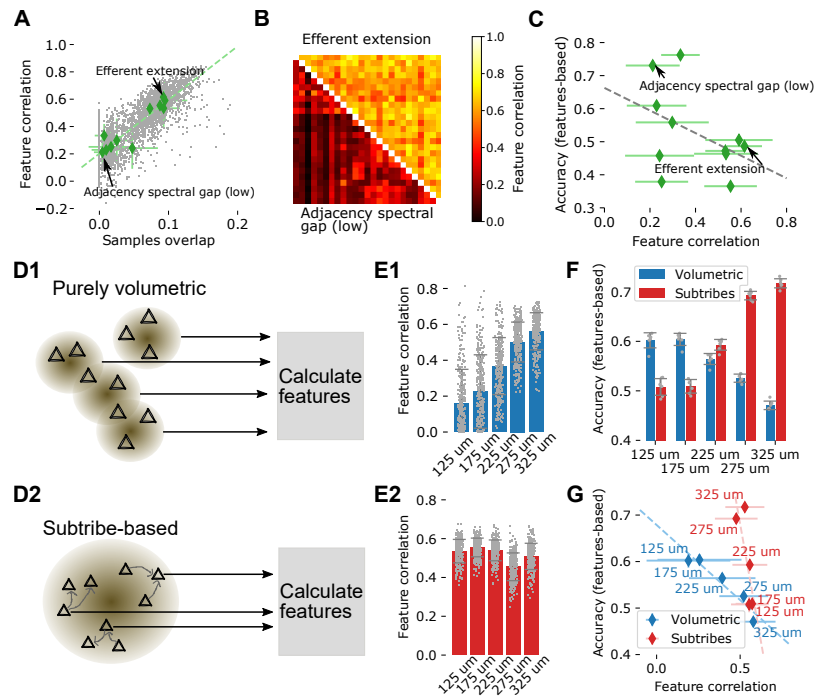 A
Feature correlation
1.0
0.8
0.6
0.4
0.2
0.0
−0.2
Efferent extension
Adjacency spectral gap (low)
0.0
0.1
0.2
Samples overlap
B
Efferent extension
Adjacency spectral
gap (low)
1.0
0.8
0.6
0.4
0.2
0.0
Feature correlation
C
Accuracy (features-based)
0.8
0.7
0.6
0.5
0.4
0.3
Adjacency spectral gap (low)
Efferent extension
0.0
0.2
0.4
0.6
0.8
Feature correlation
D1
Purely volumetric
Calculate
features
E1
Feature correlation
0.8
0.6
0.4
0.2
0.0
125 um
175 um
225 um
275 um
325 um
F
Accuracy (features-based)
0.7
0.6
0.5
0.4
Volumetric
Subtribes
125 um
175 um
225 um
275 um
325 um
D2
Subtribe-based
Calculate
features
E2
Feature correlation
0.8
0.6
0.4
0.2
0.0
125 um
175 um
225 um
275 um
325 um
G
Accuracy (features-based)
0.7
0.6
0.5
0.4
325 um
275 um
125 um
225 um
175 um
225 um
275 um
175 um
125 um
325 um
Volumetric
Subtribes
0.0
0.5
Feature correlation